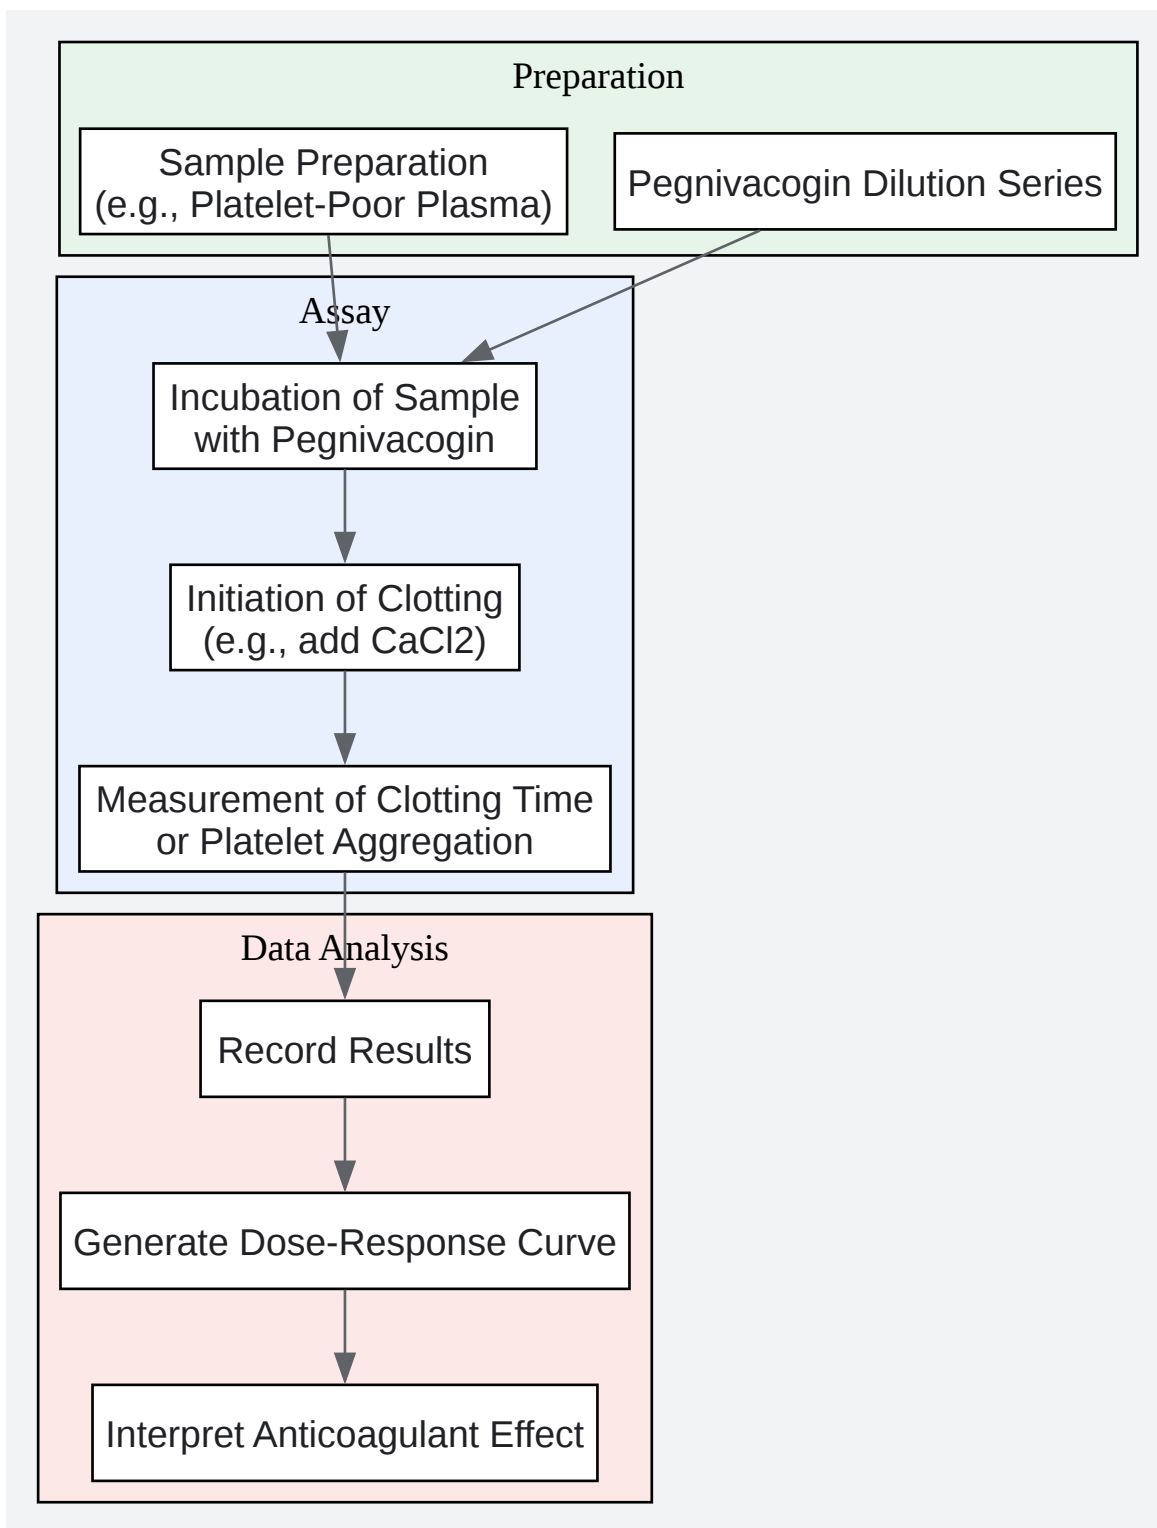 Preparation
Sample Preparation
(e.g., Platelet-Poor Plasma)
Pegnivacogin Dilution Series
Assay
Incubation of Sample
with Pegnivacogin
Initiation of Clotting
(e.g., add CaCl2)
Measurement of Clotting Time
or Platelet Aggregation
Data Analysis
Record Results
Generate Dose-Response Curve
Interpret Anticoagulant Effect